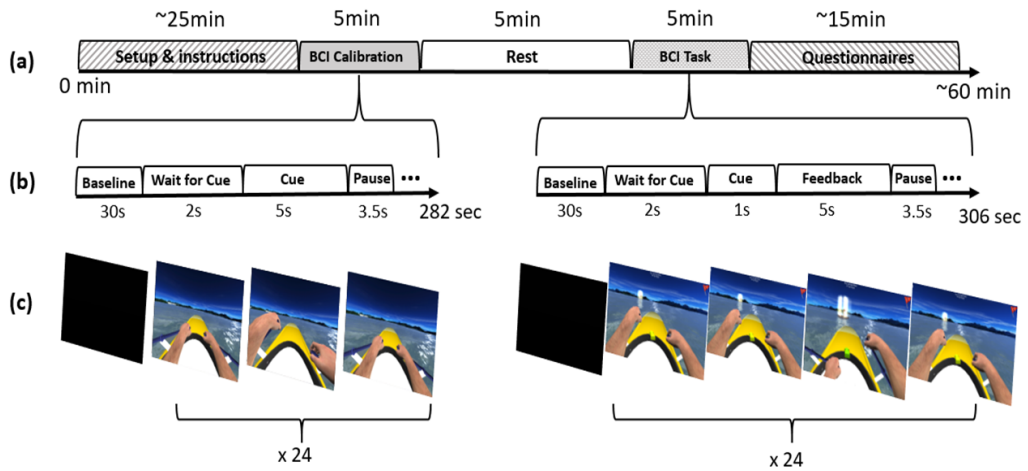 ~25min 5min 5min 5min ~15min
(a) Setup & instructions BCI Calibration Rest BCI Task Questionnaires
0 min ~60 min
(b) Baseline Wait for Cue Cue Pause ••• Baseline Wait for Cue Cue Feedback Pause •••
30s 2s 5s 3.5s 282 sec 30s 2s 1s 5s 3.5s 306 sec
(c)
x 24 x 24